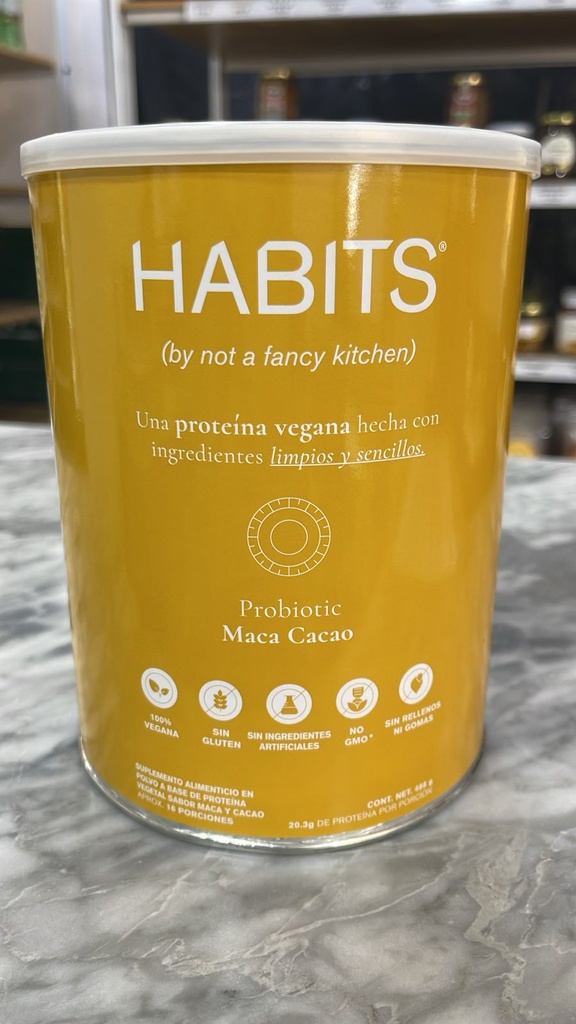 HABITS®
(by not a fancy kitchen)
Una proteína vegana hecha con
ingredientes limpios y sencillos.
Probiotic
Maca Cacao
100%
VEGANA
SIN
GLUTEN
SIN INGREDIENTES
ARTIFICIALES
NO
GMO*
SIN RELLENOS
NI GOMAS
SUPLEMENTO ALIMENTICIO EN
POLVO A BASE DE PROTEÍNA
VEGETAL SABOR MACA Y CACAO
APROX. 16 PORCIONES
CONT. NET.
20.3g DE PROTEÍNA POR PORCIÓN